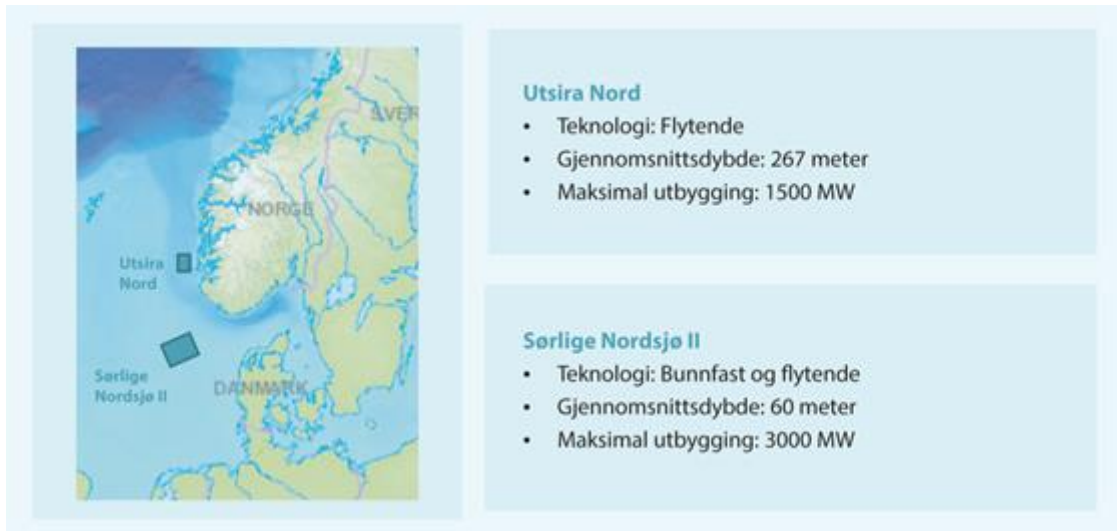 SVER
NORGE
Utsira
Nord
Sørlige
Nordsjø II
DANMARK
Utsira Nord
• Teknologi: Flytende
• Gjennomsnittsdybde: 267 meter
• Maksimal utbygging: 1500 MW
Sørlige Nordsjø II
• Teknologi: Bunnfast og flytende
• Gjennomsnittsdybde: 60 meter
• Maksimal utbygging: 3000 MW